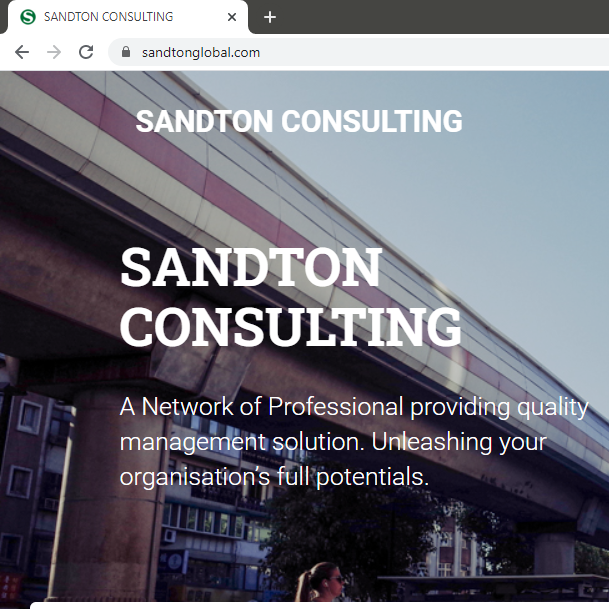 SANDTON CONSULTING
sandtonglobal.com
SANDTON CONSULTING
SANDTON
CONSULTING
A Network of Professional providing quality
management solution. Unleashing your
organisation’s full potentials.